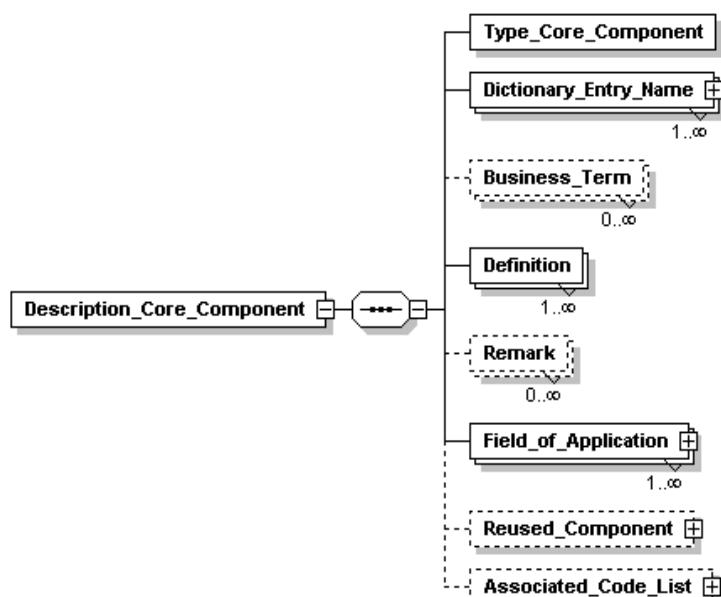 Type_Core_Component
Dictionary_Entry_Name
1..∞
Business_Term
0..∞
Definition
1..∞
Description_Core_Component
Remark
0..∞
Field_of_Application
1..∞
Reused_Component
Associated_Code_List